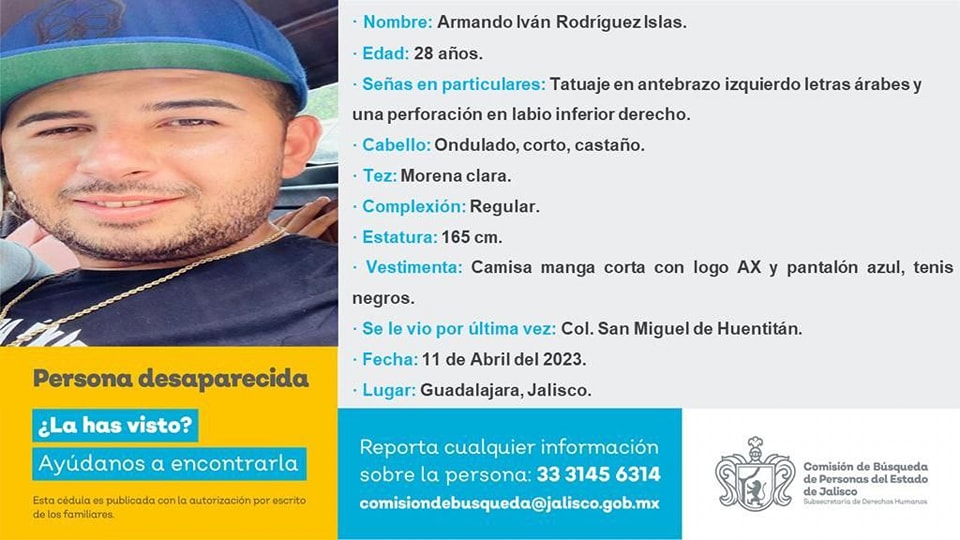 · Nombre: Armando Iván Rodríguez Islas.
· Edad: 28 años.
· Señas en particulares: Tatuaje en antebrazo izquierdo letras árabes y
una perforación en labio inferior derecho.
· Cabello: Ondulado, corto, castaño.
· Tez: Morena clara.
· Complexión: Regular.
· Estatura: 165 cm.
· Vestimenta: Camisa manga corta con logo AX y pantalón azul, tenis
negros.
· Se le vio por última vez: Col. San Miguel de Huentitán.
· Fecha: 11 de Abril del 2023.
· Lugar: Guadalajara, Jalisco.
Persona desaparecida
¿La has visto?
Ayúdanos a encontrarla
Esta cédula es publicada con la autorización por escrito
de los familiares.
Reporta cualquier información
sobre la persona: 33 3145 6314
comisiondebusqueda@jalisco.gob.mx
Comisión de Búsqueda
de Personas del Estado
de Jalisco
Subsecretaría de Derechos Humanos